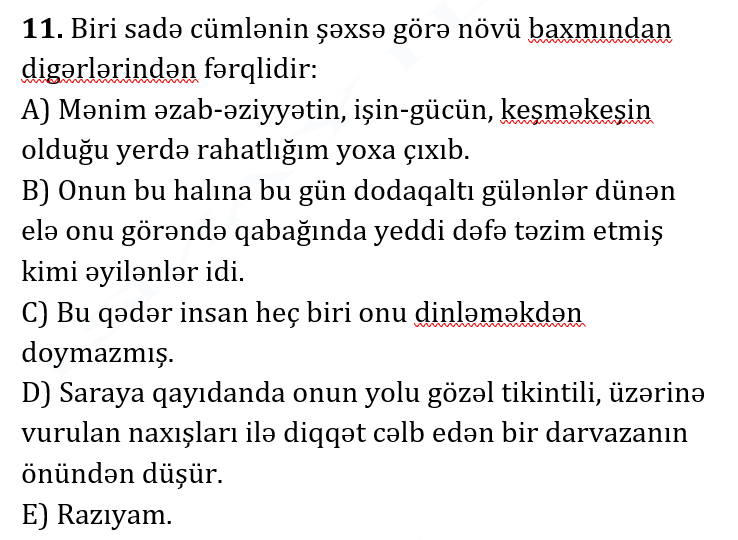 11. Biri sadə cümlənin şəxsə görə növü baxmından
digərlərindən fərqlidir:
A) Mənim əzab-əziyyətin, işin-gücün, keşməkeşin
olduğu yerdə rahatlığım yoxa çıxıb.
B) Onun bu halına bu gün dodaqaltı gülənlər dünən
elə onu görəndə qabağında yeddi dəfə təzim etmiş
kimi əyilənlər idi.
C) Bu qədər insan heç biri onu dinləməkdən
doymazmış.
D) Saraya qayıdanda onun yolu gözəl tikintili, üzərinə
vurulan naxışları ilə diqqət cəlb edən bir darvazanın
önündən düşür.
E) Razıyam.